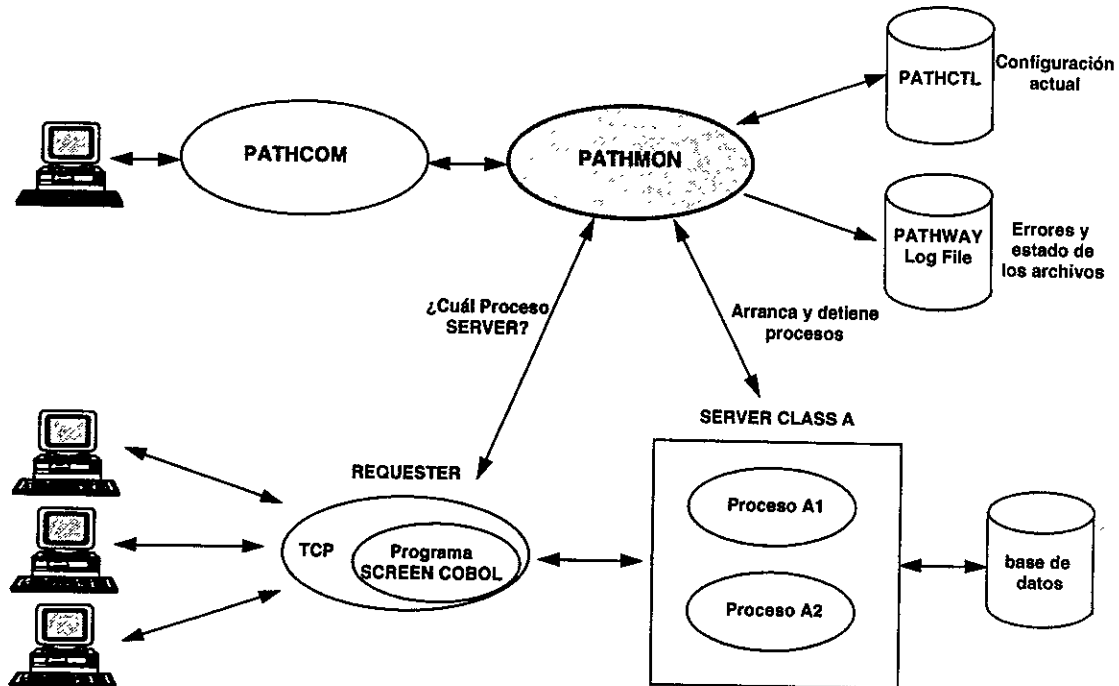 PATHCOM
PATHMON
PATHCTL
Configuración
actual
PATHWAY
Log File
Errores y
estado de
los archivos
¿Cuál Proceso
SERVER?
Arranca y detiene
procesos
SERVER CLASS A
REQUESTER
TCP
Programa
SCREEN COBOL
Proceso A1
Proceso A2
base de
datos